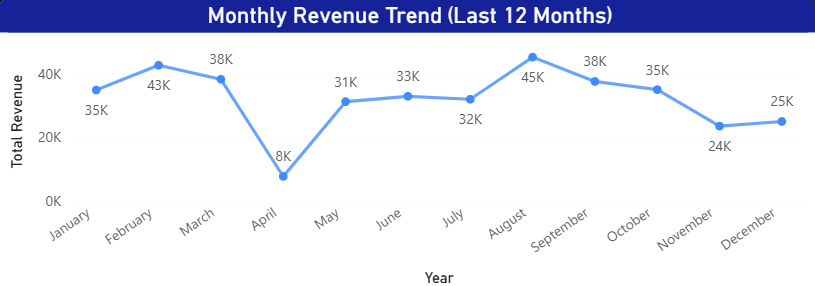 Monthly Revenue Trend (Last 12 Months)
Total Revenue
40K
20K
0K
35K
43K
38K
8K
31K
33K
32K
45K
38K
35K
24K
25K
January
February
March
April
May
June
July
August
September
October
November
December
Year